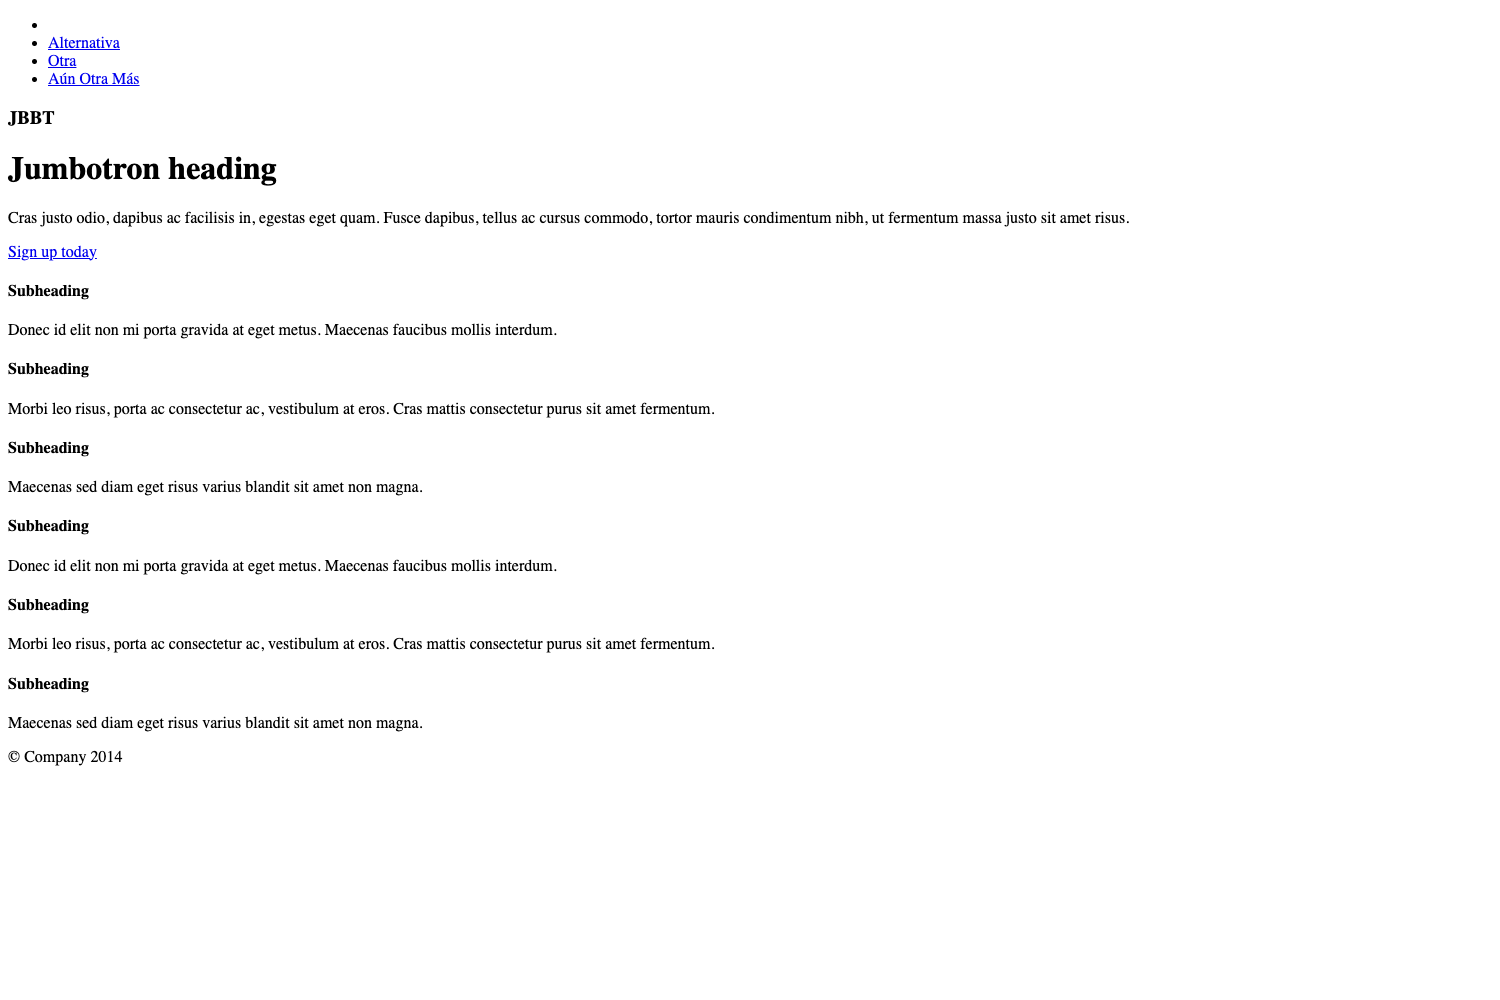 Alternativa
Otra
Aún Otra Más
JBBT
Jumbotron heading
Cras justo odio, dapibus ac facilisis in, egestas eget quam. Fusce dapibus, tellus ac cursus commodo, tortor mauris condimentum nibh, ut fermentum massa justo sit amet risus.
Sign up today
Subheading
Donec id elit non mi porta gravida at eget metus. Maecenas faucibus mollis interdum.
Subheading
Morbi leo risus, porta ac consectetur ac, vestibulum at eros. Cras mattis consectetur purus sit amet fermentum.
Subheading
Maecenas sed diam eget risus varius blandit sit amet non magna.
Subheading
Donec id elit non mi porta gravida at eget metus. Maecenas faucibus mollis interdum.
Subheading
Morbi leo risus, porta ac consectetur ac, vestibulum at eros. Cras mattis consectetur purus sit amet fermentum.
Subheading
Maecenas sed diam eget risus varius blandit sit amet non magna.
© Company 2014